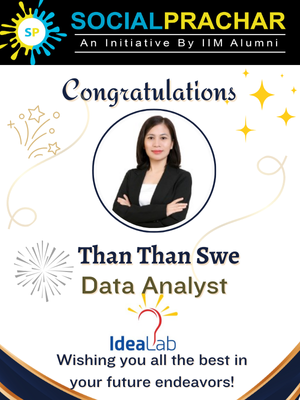 SP
SOCIALPRACHAR
An Initiative By IIM Alumni
Congratulations
Than Than Swe
Data Analyst
IdeaLab
Wishing you all the best in
your future endeavors!